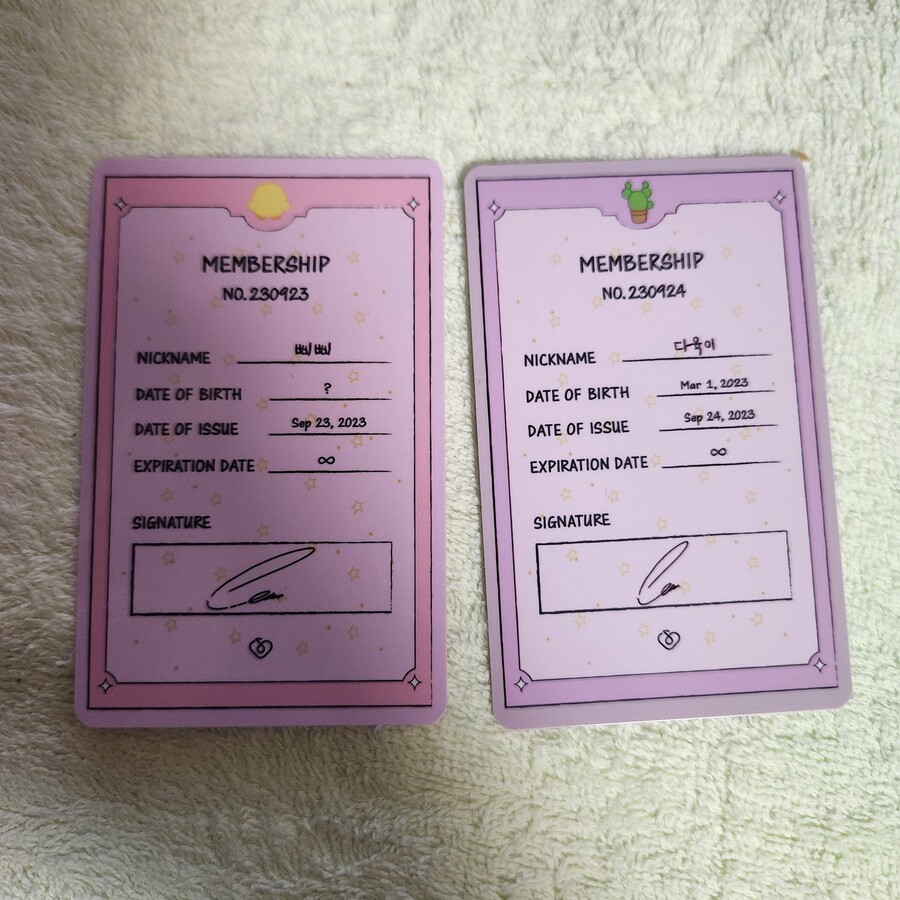 MEMBERSHIP
NO. 230923
NICKNAME 삐삐
DATE OF BIRTH ?
DATE OF ISSUE Sep 23, 2023
EXPIRATION DATE ∞
SIGNATURE
MEMBERSHIP
NO. 230924
NICKNAME 다육이
DATE OF BIRTH Mar 1, 2023
DATE OF ISSUE Sep 24, 2023
EXPIRATION DATE ∞
SIGNATURE